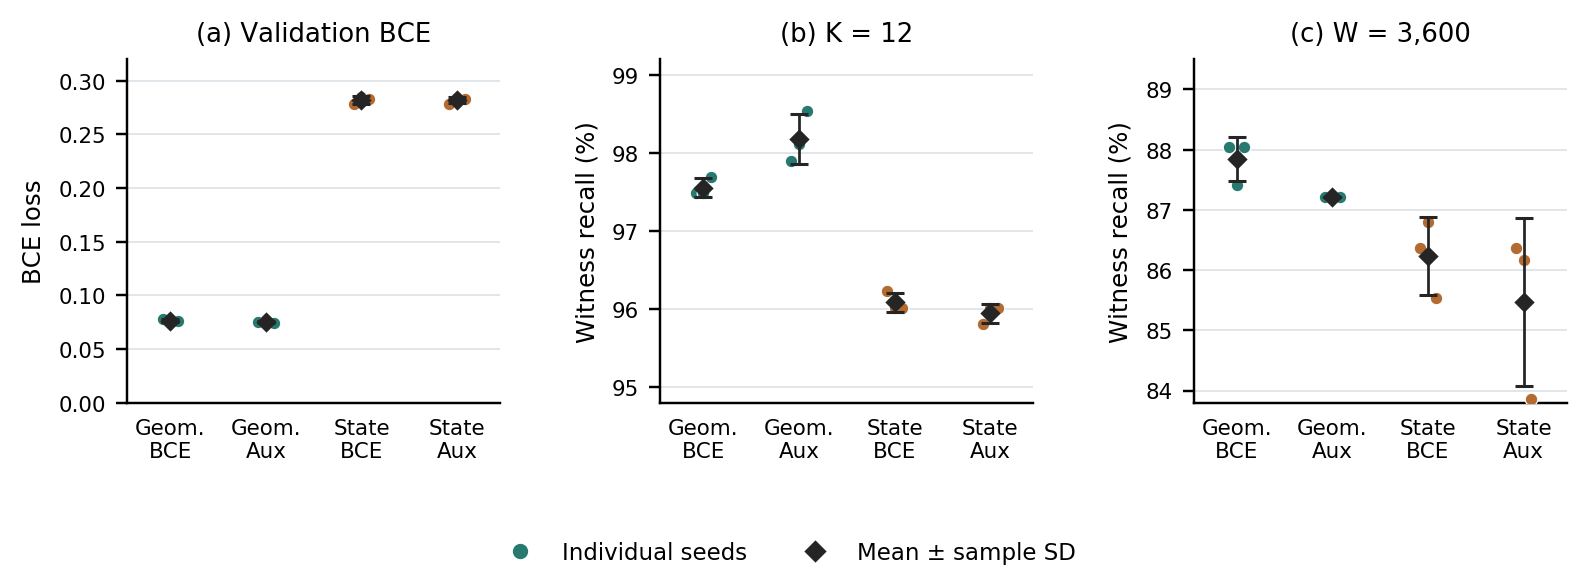 (a) Validation BCE
BCE loss
0.30
0.25
0.20
0.15
0.10
0.05
0.00
Geom. BCE
Geom. Aux
State BCE
State Aux
(b) K = 12
Witness recall (%)
99
98
97
96
95
Geom. BCE
Geom. Aux
State BCE
State Aux
(c) W = 3,600
Witness recall (%)
89
88
87
86
85
84
Geom. BCE
Geom. Aux
State BCE
State Aux
Individual seeds
Mean ± sample SD